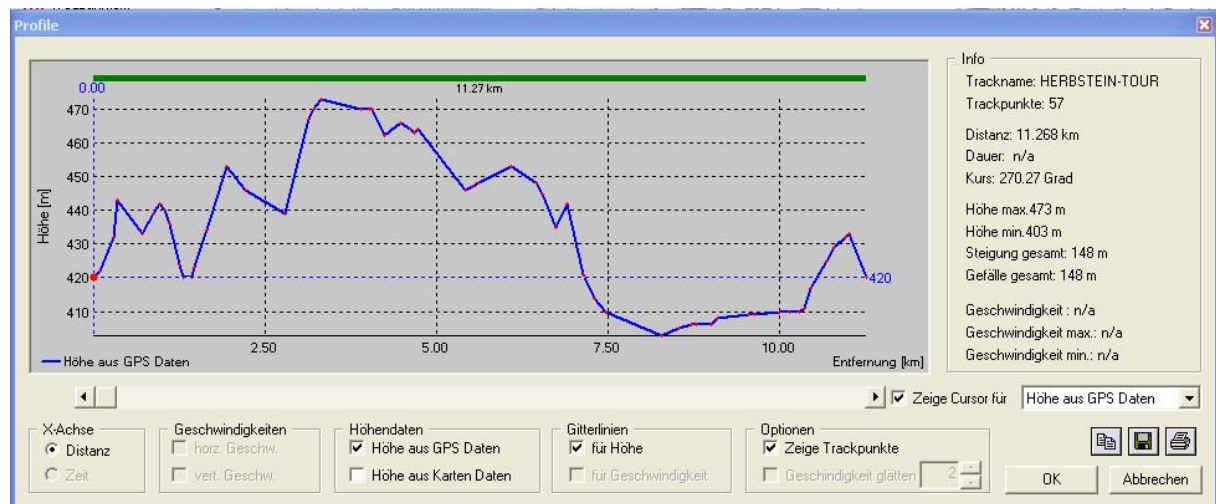 Profile
0.00
11.27 km
470
460
450
440
430
420
410
Höhe [m]
420
2.50
5.00
7.50
10.00
Höhe aus GPS Daten
Entfernung [km]
Info
Trackname: HERBSTEIN-TOUR
Trackpunkte: 57
Distanz: 11.268 km
Dauer: n/a
Kurs: 270.27 Grad
Höhe max.473 m
Höhe min.403 m
Steigung gesamt: 148 m
Gefälle gesamt: 148 m
Geschwindigkeit : n/a
Geschwindigkeit max.: n/a
Geschwindigkeit min.: n/a
Zeige Cursor für
Höhe aus GPS Daten
X-Achse
Distanz
Zeit
Geschwindigkeiten
horz. Geschw.
vert. Geschw.
Höhendaten
Höhe aus GPS Daten
Höhe aus Karten Daten
Gitterlinien
für Höhe
für Geschwindigkeit
Optionen
Zeige Trackpunkte
Geschindigkeit glätten
2
OK
Abbrechen